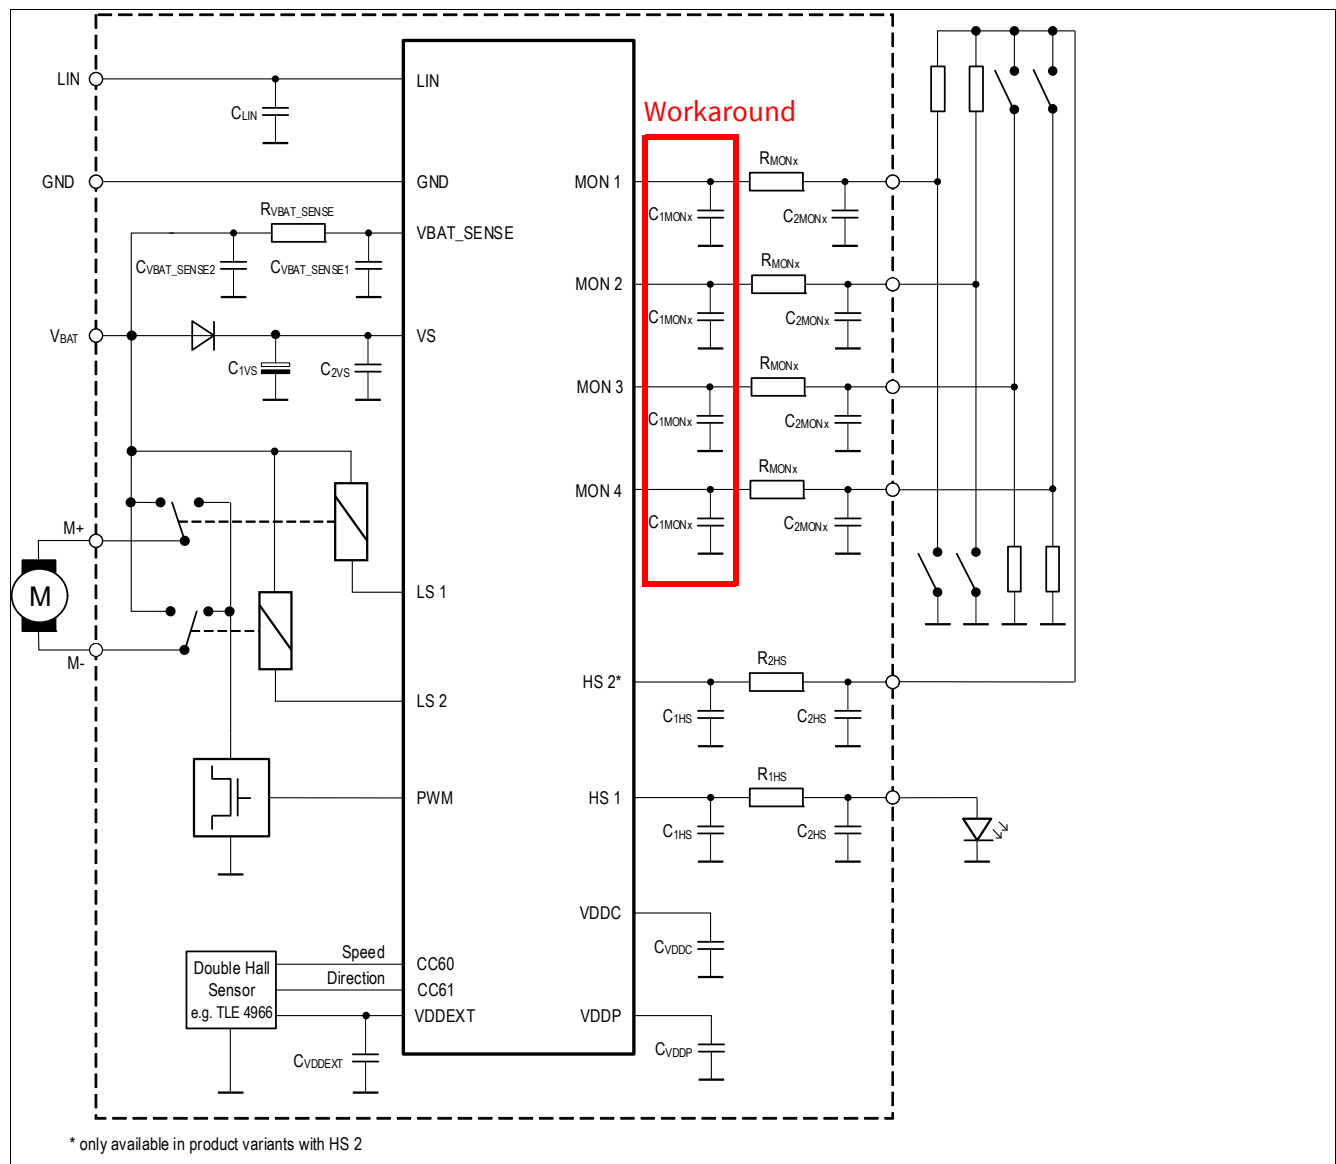 Workaround
LIN
CLIN
LIN
GND
GND
RVBAT_SENSE
VBAT_SENSE
CVBAT_SENSE2
CVBAT_SENSE1
VBAT
VS
C1VS
C2VS
M+
M
M-
LS 1
LS 2
PWM
Double Hall
Sensor
e.g. TLE 4966
Speed
Direction
CC60
CC61
VDDEXT
CVDDEXT
MON 1
RMONx
C1MONx
C2MONx
MON 2
RMONx
C1MONx
C2MONx
MON 3
RMONx
C1MONx
C2MONx
MON 4
RMONx
C1MONx
C2MONx
HS 2*
R2HS
C1HS
C2HS
HS 1
R1HS
C1HS
C2HS
VDDC
CVDDC
VDDP
CVDDP
* only available in product variants with HS 2